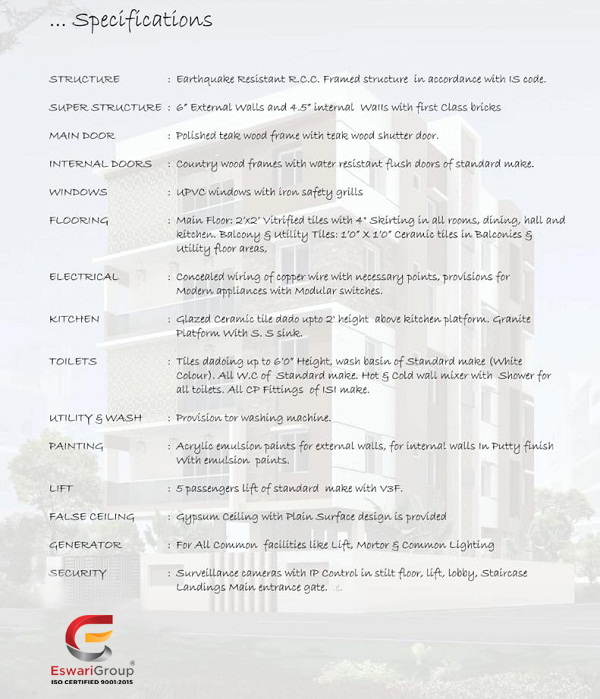 ... Specifications
STRUCTURE : Earthquake Resistant R.C.C. Framed structure in accordance with IS code.
SUPER STRUCTURE : 6" External Walls and 4.5" internal Walls with first Class bricks
MAIN DOOR : Polished teak wood frame with teak wood shutter door.
INTERNAL DOORS : Country wood frames with water resistant flush doors of standard make.
WINDOWS : UPVC windows with iron safety grills
FLOORING : Main Floor: 2'x2' Vitrified tiles with 4" Skirting in all rooms, dining, hall and
kitchen. Balcony & Utility Tiles: 1'0" X 1'0" Ceramic tiles in Balconies &
Utility floor areas,
ELECTRICAL : Concealed wiring of copper wire with necessary points, provisions for
Modern appliances with Modular switches.
KITCHEN : Glazed Ceramic tile dado upto 2' height above kitchen platform. Granite
Platform With S. S sink.
TOILETS : Tiles dadoing up to 6'0" Height, wash basin of Standard make (White
Colour). All W.C of Standard make. Hot & Cold wall mixer with Shower for
all toilets. All CP Fittings of ISI make.
UTILITY & WASH : Provision tor washing machine.
PAINTING : Acrylic emulsion paints for external walls, for internal walls In Putty finish
With emulsion paints.
LIFT : 5 passengers lift of standard make with V3F.
FALSE CEILING : Gypsum Ceiling with Plain Surface design is provided
GENERATOR : For All Common facilities like Lift, Mortor & Common Lighting
SECURITY : Surveillance cameras with IP Control in stilt floor, lift, lobby, Staircase
Landings Main entrance gate.
EswariGroup®
ISO CERTIFIED 9001:2015